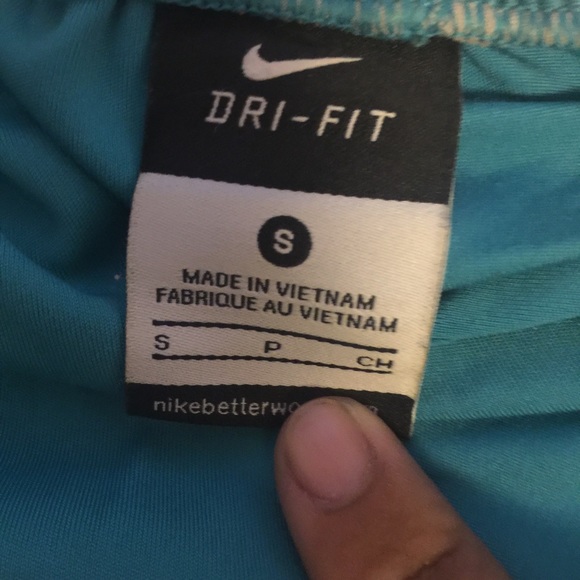 DRI-FIT
S
MADE IN VIETNAM
FABRIQUE AU VIETNAM
S P CH